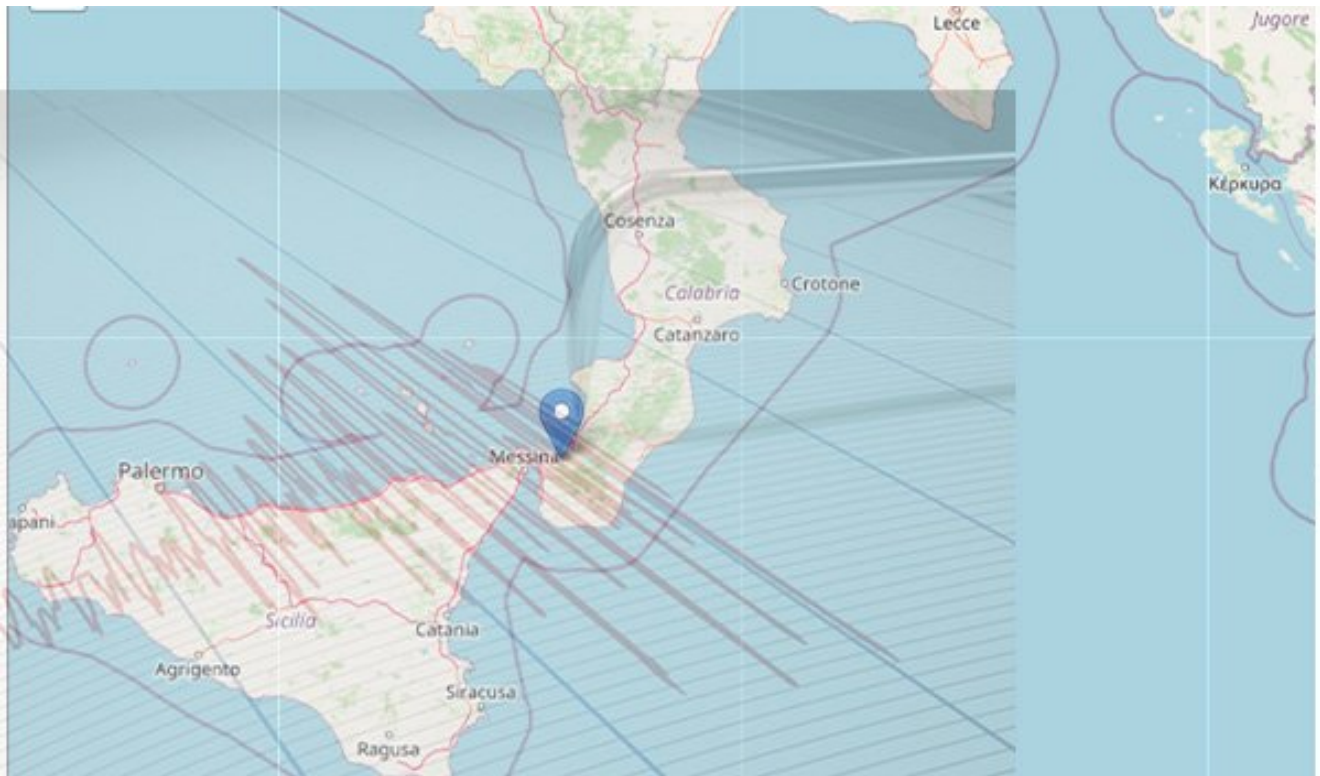 Lecce
Jugore
Κέρκυρα
Cosenza
Crotone
Calabria
Catanzaro
Messina
Palermo
apani
Sicilia
Catania
Agrigento
Siracusa
Ragusa